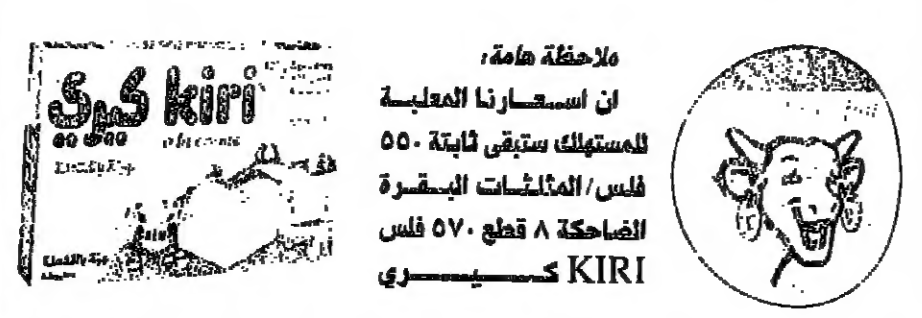 كيري kiri
ملاحظة هامة:
ان اسعارنا المعلبة
للمستهلك ستبقى ثابتة ٥٥٠
فلس/المثلثات البقرة
الضاحكة ٨ قطع ٥٧٠ فلس
KIRI كيري